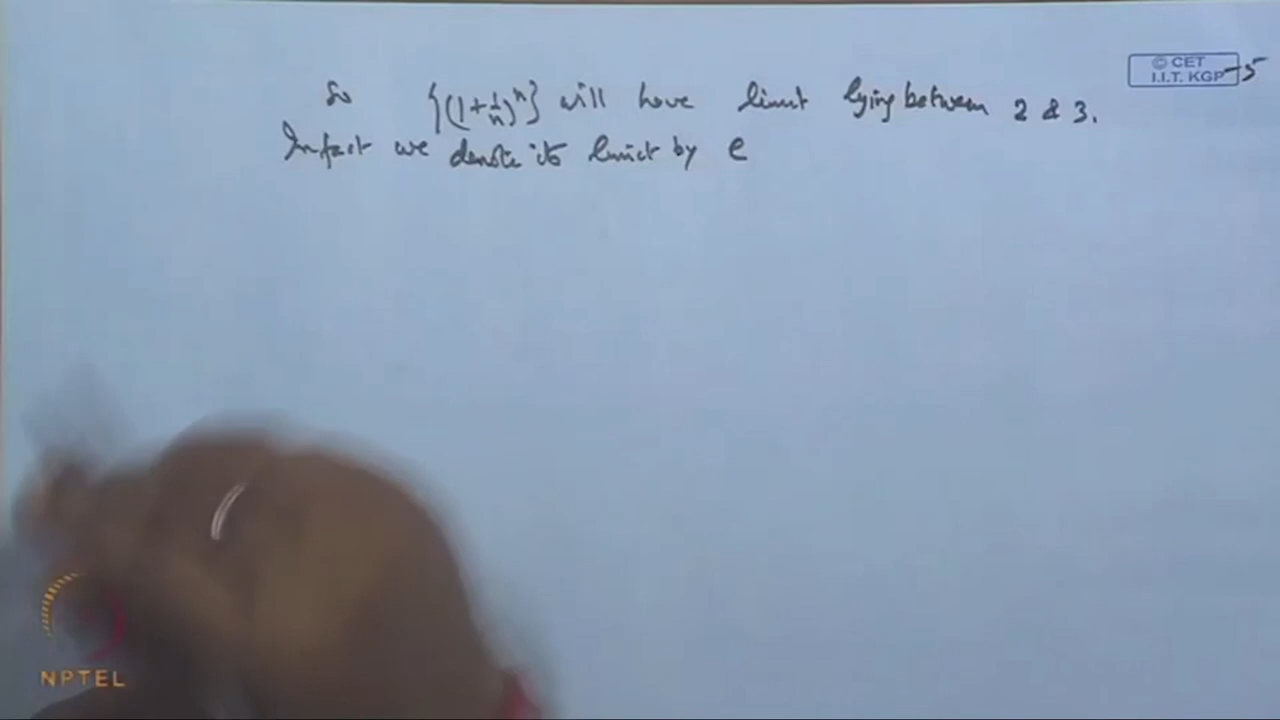 So {(1+1/n)^n} will have limit lying between 2 & 3.
Infact we denote its limit by e
© CET
I.I.T. KGP
-5
NPTEL